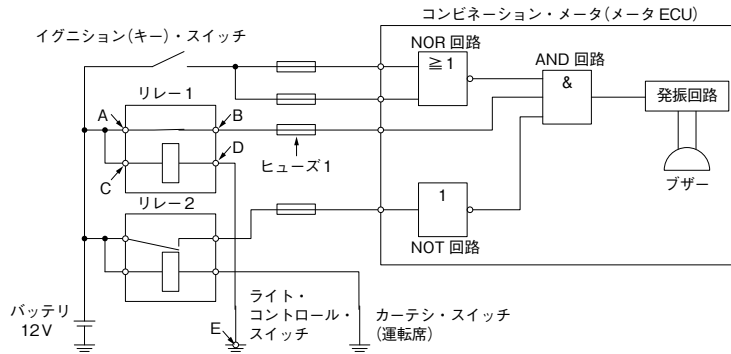 コンビネーション・メータ(メータ ECU)
イグニション(キー)・スイッチ
NOR 回路
≧1
AND 回路
&
発振回路
ブザー
リレー1
A
B
C
D
ヒューズ1
1
NOT 回路
リレー2
バッテリ
12V
ライト・
コントロール・
スイッチ
E
カーテシ・スイッチ
(運転席)